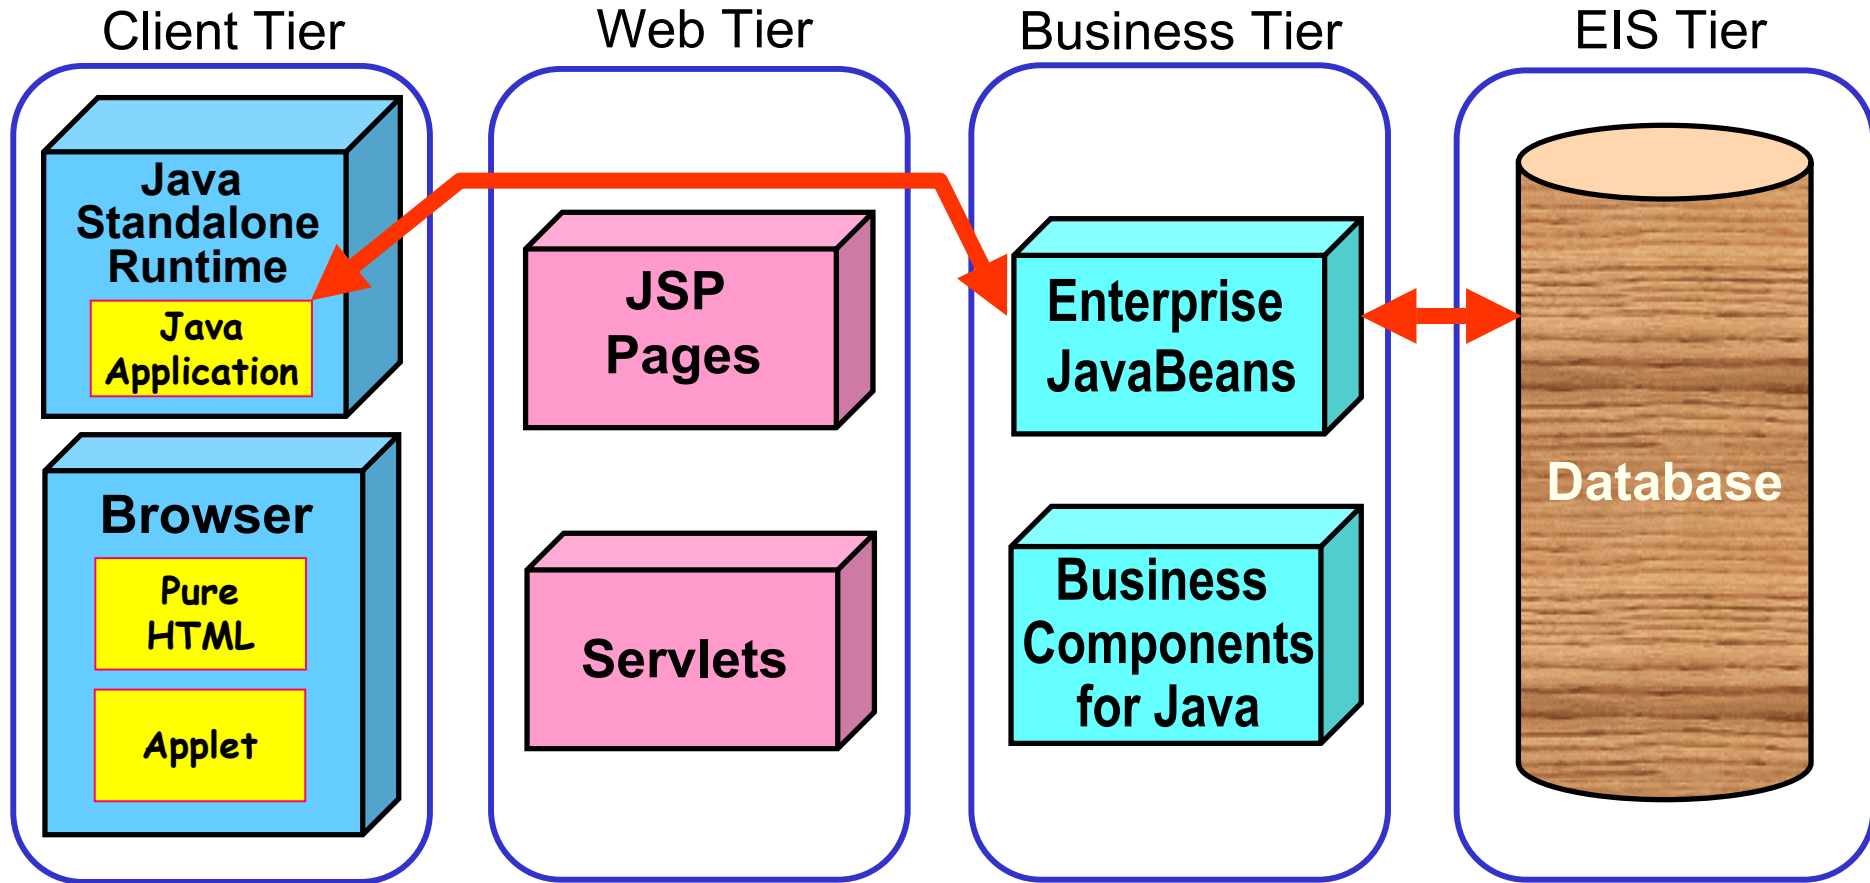 Client Tier
Web Tier
Business Tier
EIS Tier
Java
Standalone
Runtime
Java
Application
Browser
Pure
HTML
Applet
JSP
Pages
Servlets
Enterprise
JavaBeans
Business
Components
for Java
Database